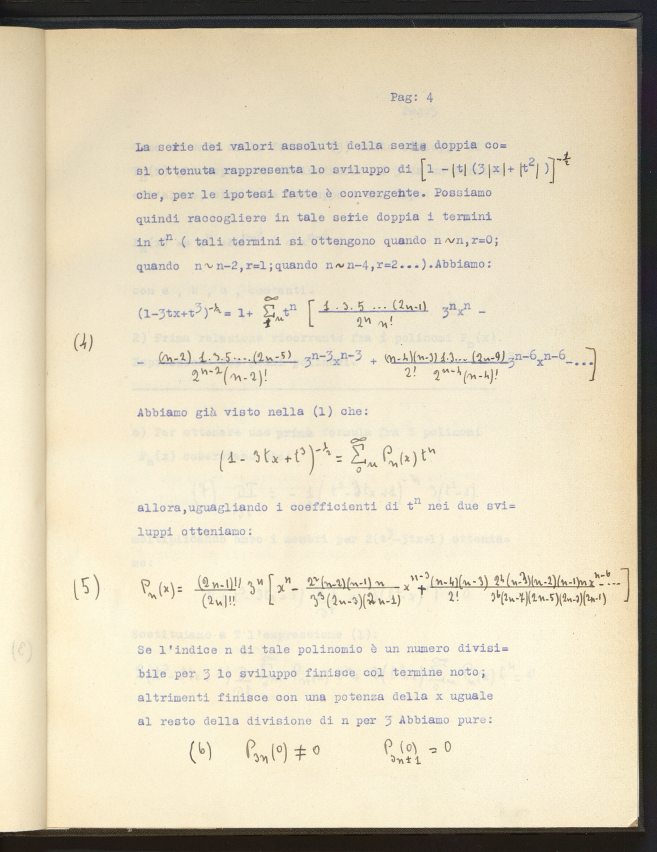 Pag: 4
La serie dei valori assoluti della serie doppia co=
sì ottenuta rappresenta lo sviluppo di [1 -|t| (3|x|+ |t²| )]^-½
che, per le ipotesi fatte è convergente. Possiamo
quindi raccogliere in tale serie doppia i termini
in tⁿ ( tali termini si ottengono quando n∼n,r=0;
quando n∼n-2,r=1;quando n∼n-4,r=2...).Abbiamo:
(1-3tx+t³)^-½ = 1+ ∑_1^∞ n tⁿ [ (1.3.5 ... (2n-1))/(2ⁿ n!) 3ⁿxⁿ -
(4)
- ((n-2) 1.3.5... (2n-5))/(2^n-2 (n-2)!) 3^n-3 x^n-3 + ((n-4)(n-3) 1.3... (2n-9))/(2! 2^n-4 (n-4)!) 3^n-6 x^n-6 -...]
Abbiamo già visto nella (1) che:
(1 - 3tx + t³)^-½ = ∑_0^∞ n Pₙ(x) tⁿ
allora,uguagliando i coefficienti di tⁿ nei due svi=
luppi otteniamo:
(5) Pₙ(x)= ((2n-1)!!)/((2n)!!) 3ⁿ [ xⁿ - (2²(n-2)(n-1) n)/(3³(2n-3)(2n-1)) x^n-3 + ((n-4)(n-3))/(2!) (2⁴(n-3)(n-2)(n-1)n x^n-6)/(3⁶(2n-7)(2n-5)(2n-3)(2n-1)) ... ]
Se l'indice n di tale polinomio è un numero divisi=
bile per 3 lo sviluppo finisce col termine noto;
altrimenti finisce con una potenza della x uguale
al resto della divisione di n per 3 Abbiamo pure:
(6) P₃ₙ(0) ≠ 0 P₃ₙ±₁(0) = 0